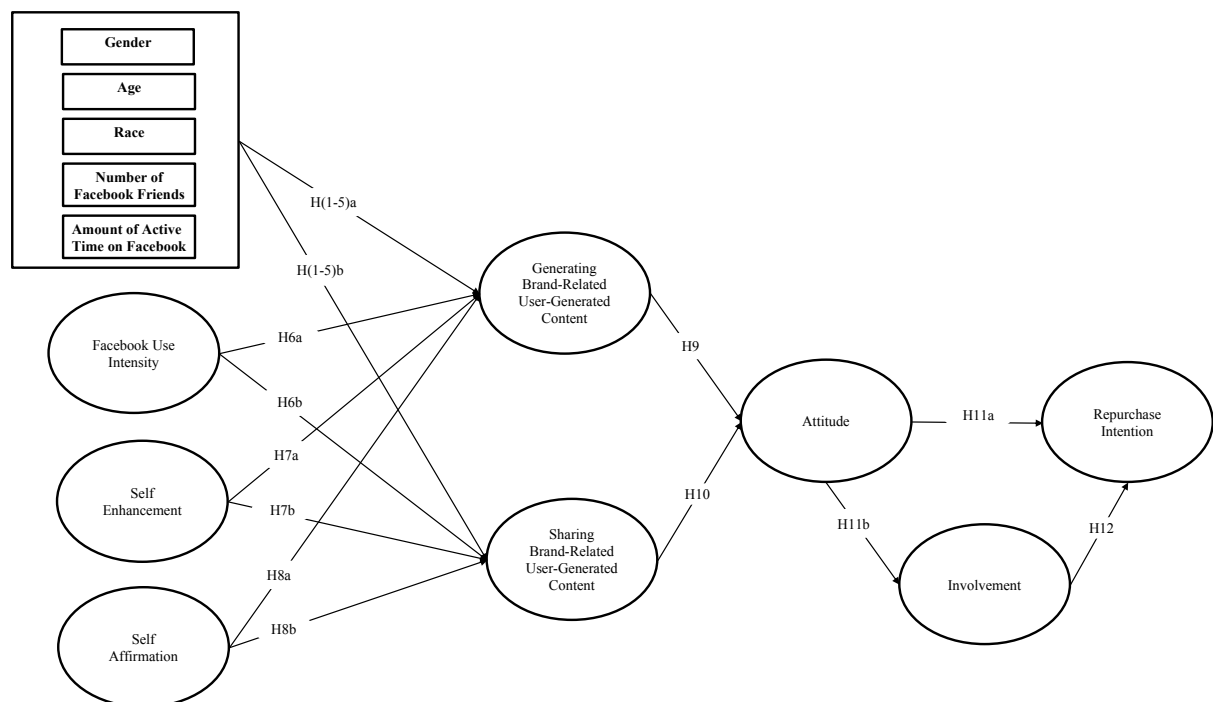 Gender
Age
Race
Number of
Facebook Friends
Amount of Active
Time on Facebook
H(1-5)a
H(1-5)b
Generating
Brand-Related
User-Generated
Content
Facebook Use
Intensity
H6a
H6b
H9
Attitude
H11a
Repurchase
Intention
Self
Enhancement
H7a
H7b
H10
H11b
H12
Sharing
Brand-Related
User-Generated
Content
Involvement
H8a
H8b
Self
Affirmation